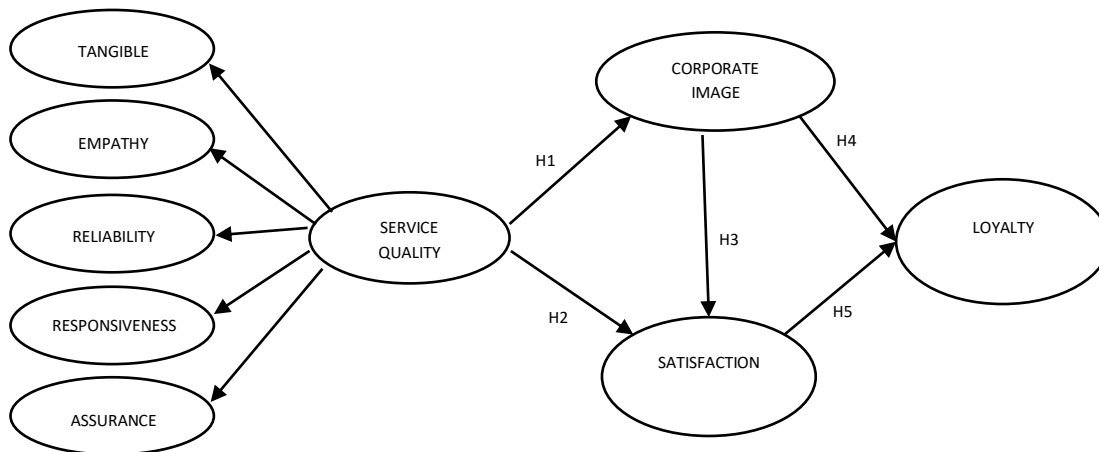 TANGIBLE
EMPATHY
RELIABILITY
RESPONSIVENESS
ASSURANCE
SERVICE
QUALITY
H1
H2
CORPORATE
IMAGE
H3
SATISFACTION
H4
H5
LOYALTY